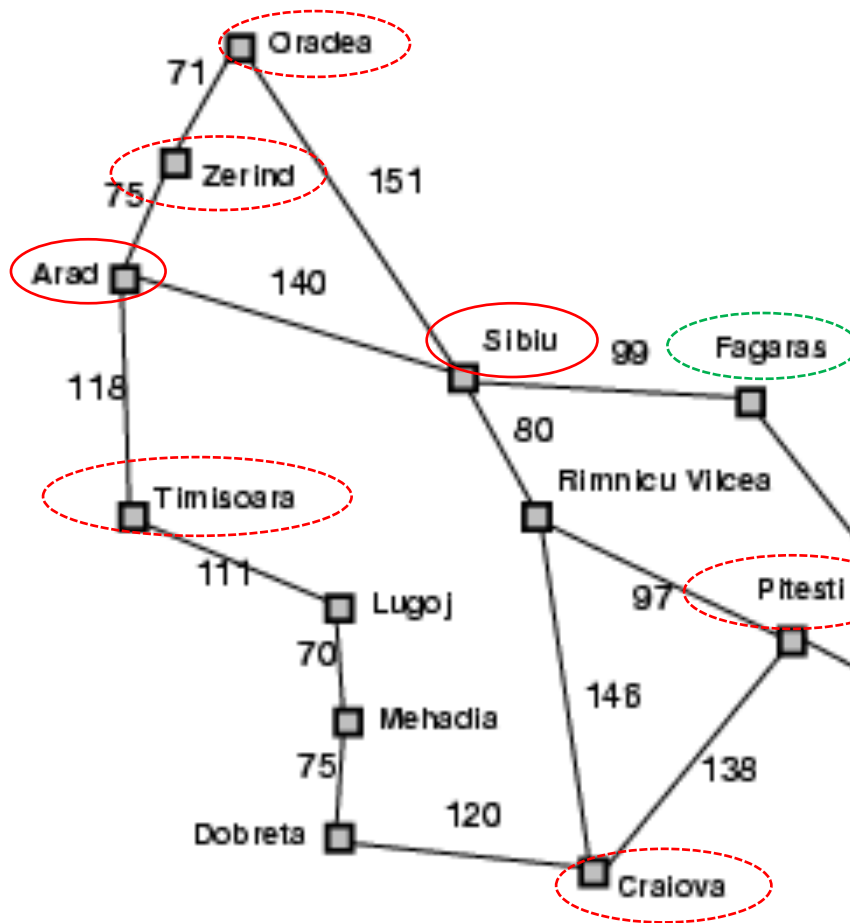 Oradea
71
Zerind
151
75
Arad
140
Sibiu
99
Fagaras
118
80
Rimnicu Vilcea
Timisoara
111
Lugoj
97
Pitesti
70
146
Mehadia
75
138
Dobreta
120
Craiova